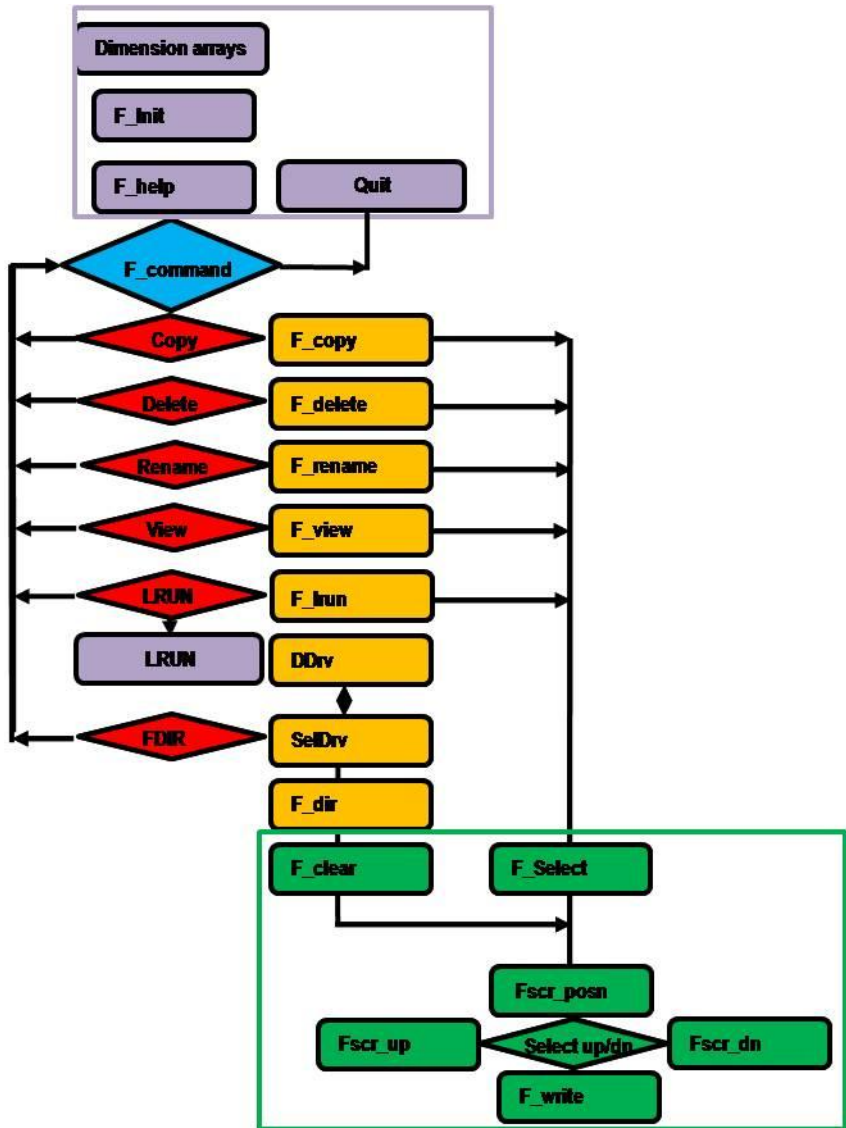 Dimension arrays
F_Init
F_help
Quit
F_command
Copy
F_copy
Delete
F_delete
Rename
F_rename
View
F_view
LRUN
F_lrun
LRUN
DDrv
FDIR
SellDrv
F_dir
F_clear
F_Select
Fscr_posn
Fscr_up
Select up/dn
Fscr_dn
F_write